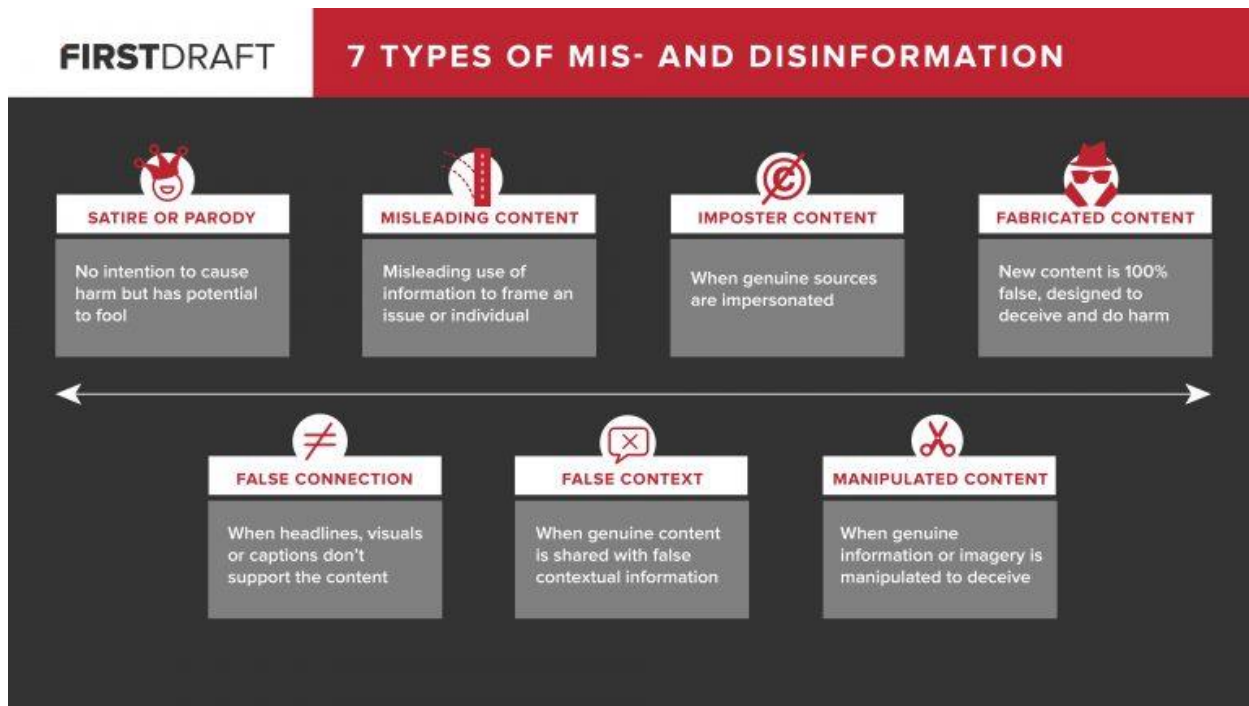 FIRSTDRAFT
7 TYPES OF MIS- AND DISINFORMATION
SATIRE OR PARODY
No intention to cause
harm but has potential
to fool
MISLEADING CONTENT
Misleading use of
information to frame an
issue or individual
IMPOSTER CONTENT
When genuine sources
are impersonated
FABRICATED CONTENT
New content is 100%
false, designed to
deceive and do harm
FALSE CONNECTION
When headlines, visuals
or captions don't
support the content
FALSE CONTEXT
When genuine content
is shared with false
contextual information
MANIPULATED CONTENT
When genuine
information or imagery is
manipulated to deceive